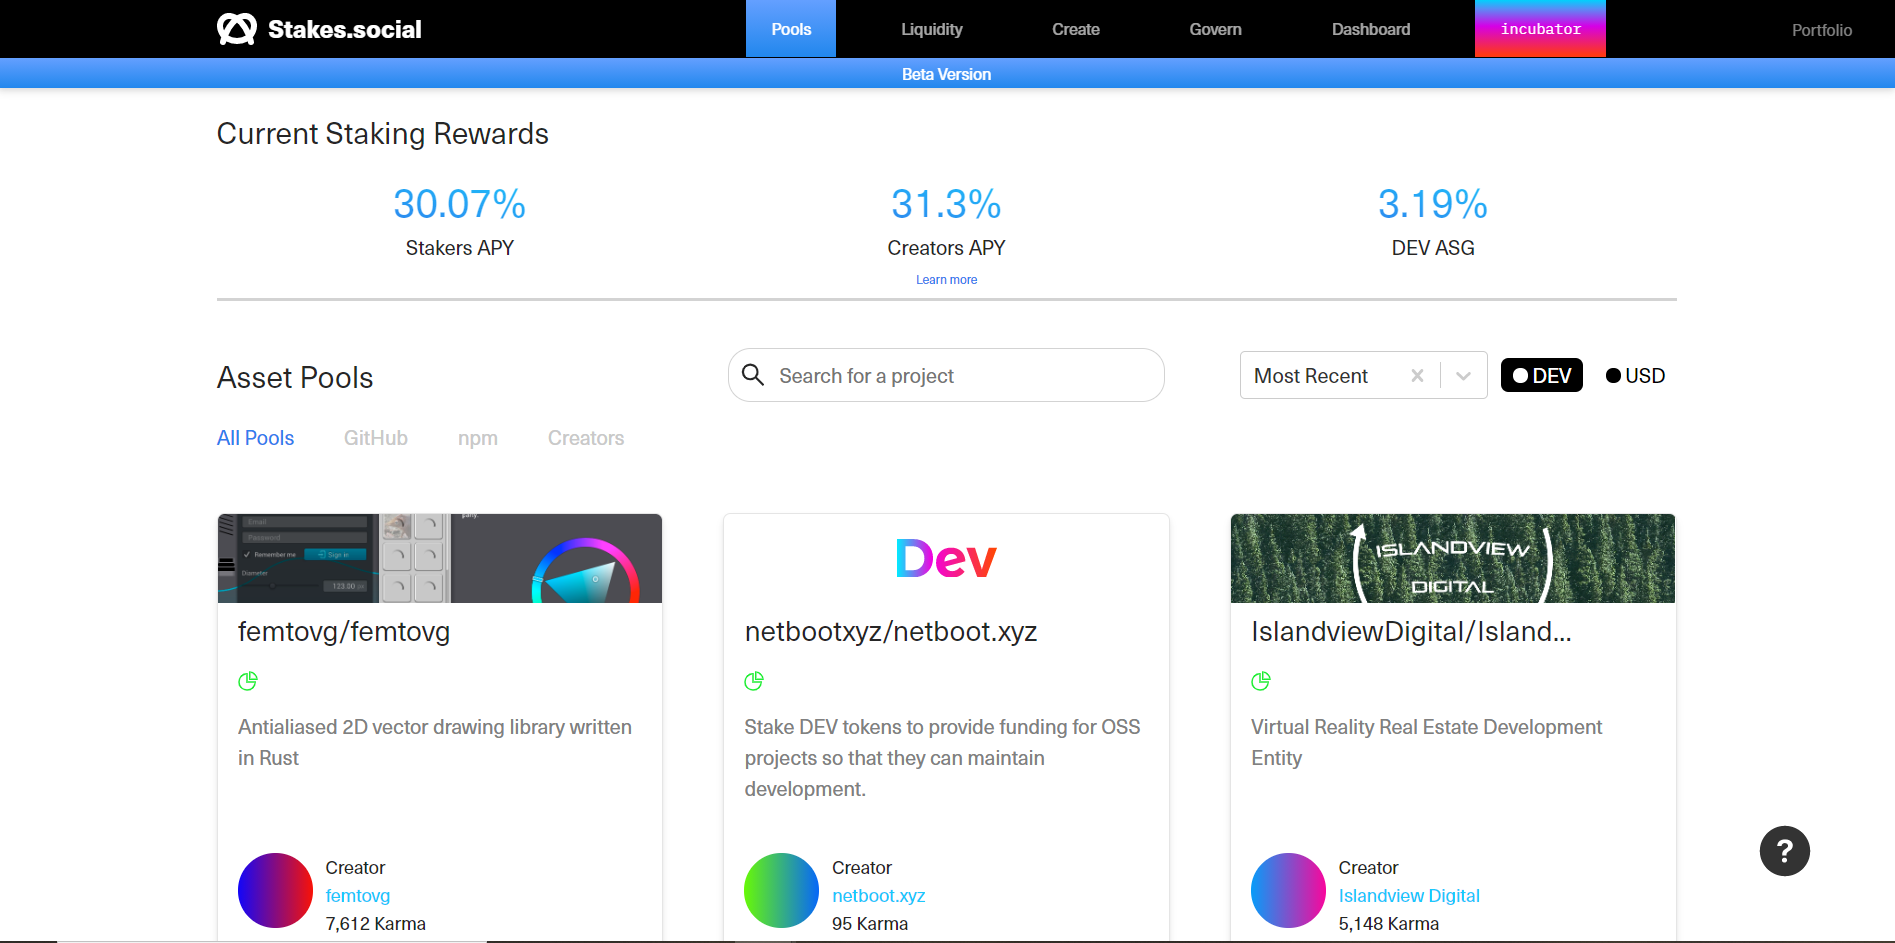 Stakes.social
Pools
Liquidity
Create
Govern
Dashboard
incubator
Portfolio
Beta Version
Current Staking Rewards
30.07%
Stakers APY
31.3%
Creators APY
Learn more
3.19%
DEV ASG
Asset Pools
Search for a project
Most Recent
DEV
USD
All Pools
GitHub
npm
Creators
Email
Password
Remember me
Sign in
Diameter
123.00
party.
femtovg/femtovg
Antialiased 2D vector drawing library written
in Rust
Creator
femtovg
7,612 Karma
Dev
netbootxyz/netboot.xyz
Stake DEV tokens to provide funding for OSS
projects so that they can maintain
development.
Creator
netboot.xyz
95 Karma
ISLANDVIEW
DIGITAL
IslandviewDigital/Island...
Virtual Reality Real Estate Development
Entity
Creator
Islandview Digital
5,148 Karma
?